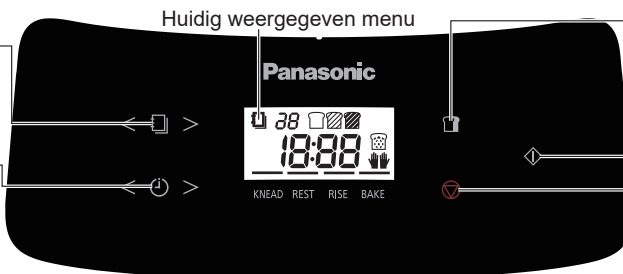 Huidig weergegeven menu
Panasonic
38
18:88
KNEAD REST RISE BAKE